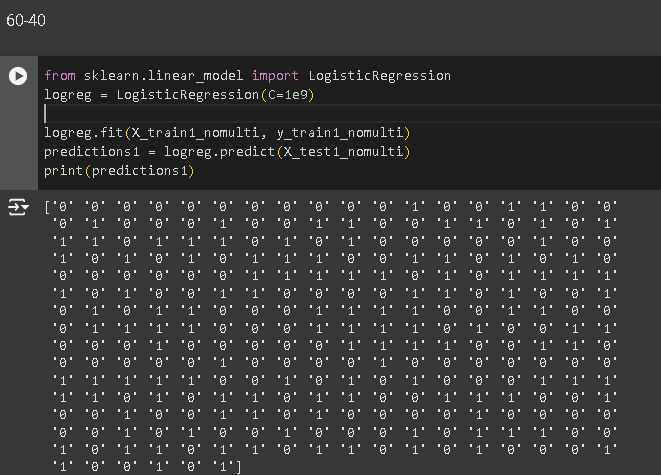 60-40
from sklearn.linear_model import LogisticRegression
logreg = LogisticRegression(C=1e9)
logreg.fit(X_train1_nomulti, y_train1_nomulti)
predictions1 = logreg.predict(X_test1_nomulti)
print(predictions1)
['0' '0' '0' '0' '0' '0' '0' '0' '0' '0' '0' '1' '0' '0' '1' '1' '0' '0'
'0' '1' '0' '0' '0' '1' '0' '0' '1' '1' '0' '0' '1' '0' '0' '1' '0' '1'
'1' '1' '0' '1' '1' '1' '0' '1' '0' '1' '1' '0' '0' '0' '0' '1' '0' '0'
'1' '0' '1' '0' '1' '0' '1' '1' '1' '0' '0' '1' '1' '0' '1' '0' '0' '1'
'0' '0' '0' '0' '0' '0' '1' '1' '1' '1' '1' '0' '1' '1' '0' '1' '1' '1'
'1' '0' '1' '0' '0' '1' '1' '0' '0' '0' '0' '1' '1' '0' '1' '1' '0' '0' '1'
'0' '1' '0' '1' '1' '0' '0' '0' '0' '1' '0' '1' '1' '0' '0' '1' '0' '0'
'0' '1' '1' '1' '1' '0' '0' '0' '1' '1' '1' '1' '1' '0' '1' '0' '0' '1' '1'
'0' '0' '0' '1' '0' '0' '0' '0' '0' '0' '1' '0' '1' '0' '0' '0' '1' '1'
'0' '0' '0' '0' '0' '1' '0' '0' '0' '0' '1' '1' '0' '0' '0' '0' '0' '0'
'1' '1' '1' '1' '1' '0' '0' '1' '0' '1' '0' '1' '0' '1' '0' '1' '1' '1'
'1' '1' '0' '1' '0' '1' '1' '1' '1' '0' '1' '0' '0' '1' '1' '0' '0' '1'
'0' '0' '1' '0' '0' '1' '0' '0' '0' '0' '0' '0' '0' '1' '1' '0' '0' '0'
'0' '0' '1' '0' '1' '0' '0' '1' '0' '0' '0' '1' '0' '1' '1' '1' '0' '0'
'1' '0' '1' '1' '0' '1' '1' '0' '1' '1' '0' '1' '0' '1' '0' '0' '0' '1'
'1' '0' '0' '1' '0' '1']